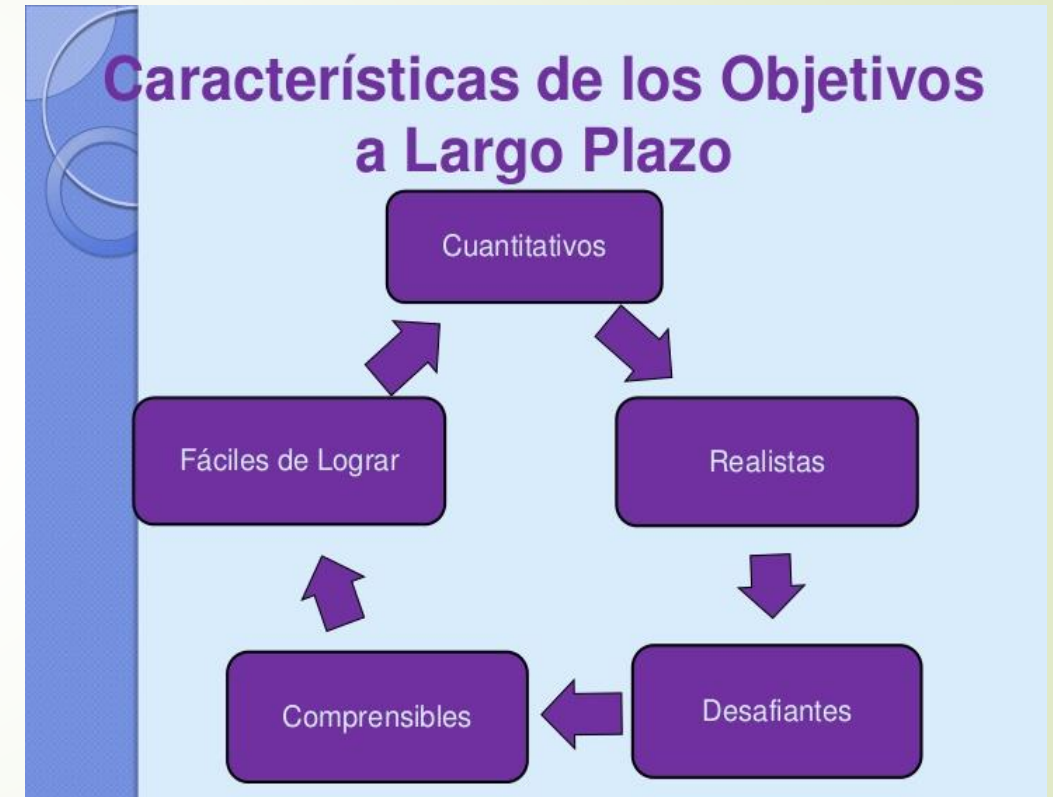 Características de los Objetivos
a Largo Plazo
Cuantitativos
Realistas
Desafiantes
Comprensibles
Fáciles de Lograr